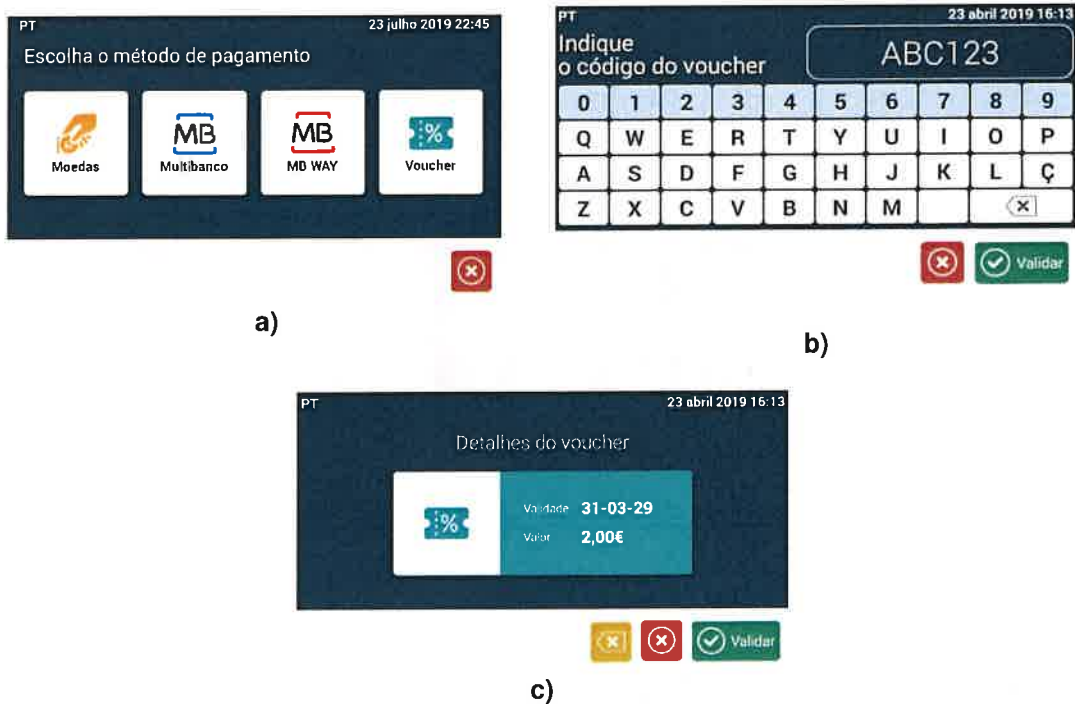 PT 23 julho 2019 22:45
Escolha o método de pagamento
MB MB %
Moedas Multibanco MB WAY Voucher
a)
PT 23 abril 2019 16:13
Indique
o código do voucher ABC123
0 1 2 3 4 5 6 7 8 9
Q W E R T Y U I O P
A S D F G H J K L Ç
Z X C V B N M
Validar
b)
PT 23 abril 2019 16:13
Detalhes do voucher
Validade 31-03-29
% Valor 2,00€
Validar
c)